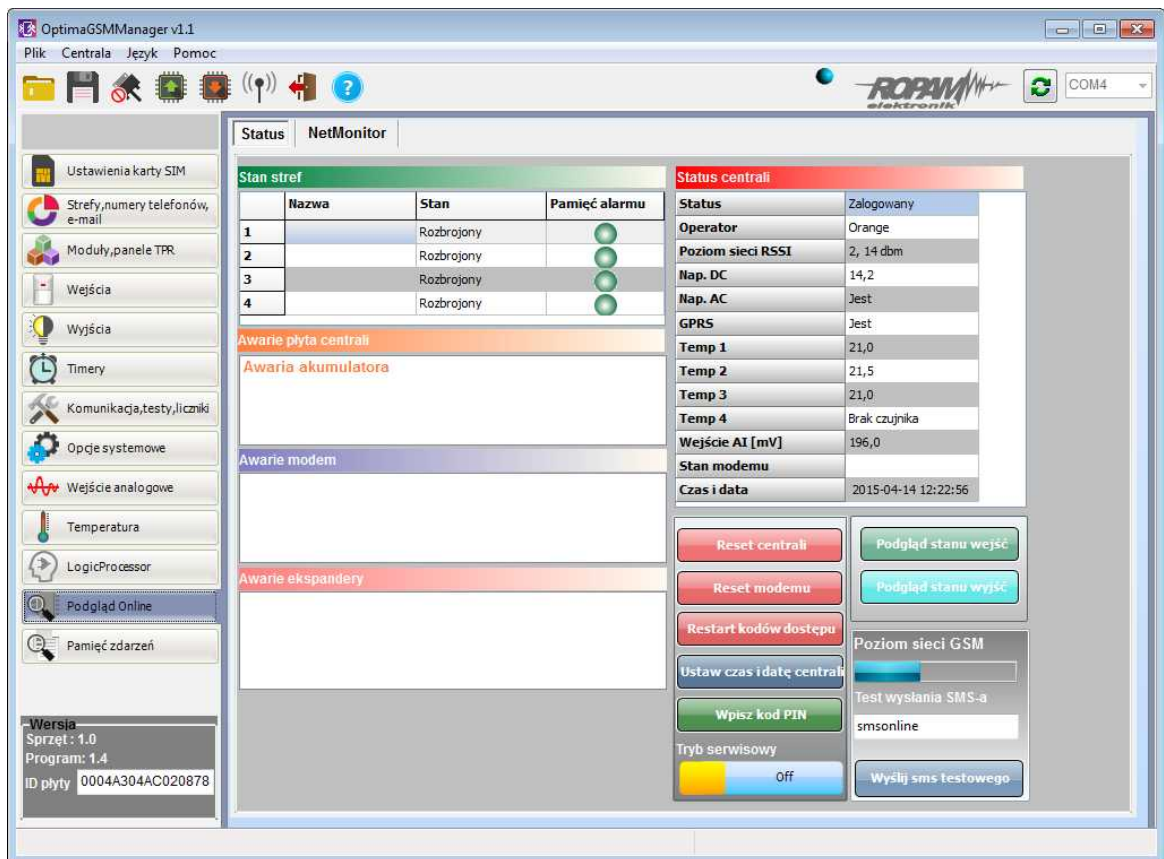 OptimaGSMManager v1.1
Plik Centrala Język Pomoc
ROPAM
elektronik
COM4
Status NetMonitor
Ustawienia karty SIM
Strefy,numery telefonów,
e-mail
Moduły,panele TPR
Wejścia
Wyjścia
Timery
Komunikacja,testy,liczniki
Opcje systemowe
Wejście analogowe
Temperatura
LogicProcessor
Podgląd Online
Pamięć zdarzeń
Wersja
Sprzęt : 1.0
Program: 1.4
ID płyty 0004A304AC020878
Stan stref
Nazwa Stan Pamięć alarmu
1 Rozbrojony
2 Rozbrojony
3 Rozbrojony
4 Rozbrojony
Awarie płyta centrali
Awaria akumulatora
Awarie modem
Awarie ekspandery
Status centrali
Status Zalogowany
Operator Orange
Poziom sieci RSSI 2, 14 dbm
Nap. DC 14,2
Nap. AC Jest
GPRS Jest
Temp 1 21,0
Temp 2 21,5
Temp 3 21,0
Temp 4 Brak czujnika
Wejście AI [mV] 196,0
Stan modemu
Czas i data 2015-04-14 12:22:56
Reset centrali
Reset modemu
Restart kodów dostępu
Ustaw czas i datę centrali
Wpisz kod PIN
Tryb serwisowy
Off
Podgląd stanu wejść
Podgląd stanu wyjść
Poziom sieci GSM
Test wysłania SMS-a
smsonline
Wyślij sms testowego